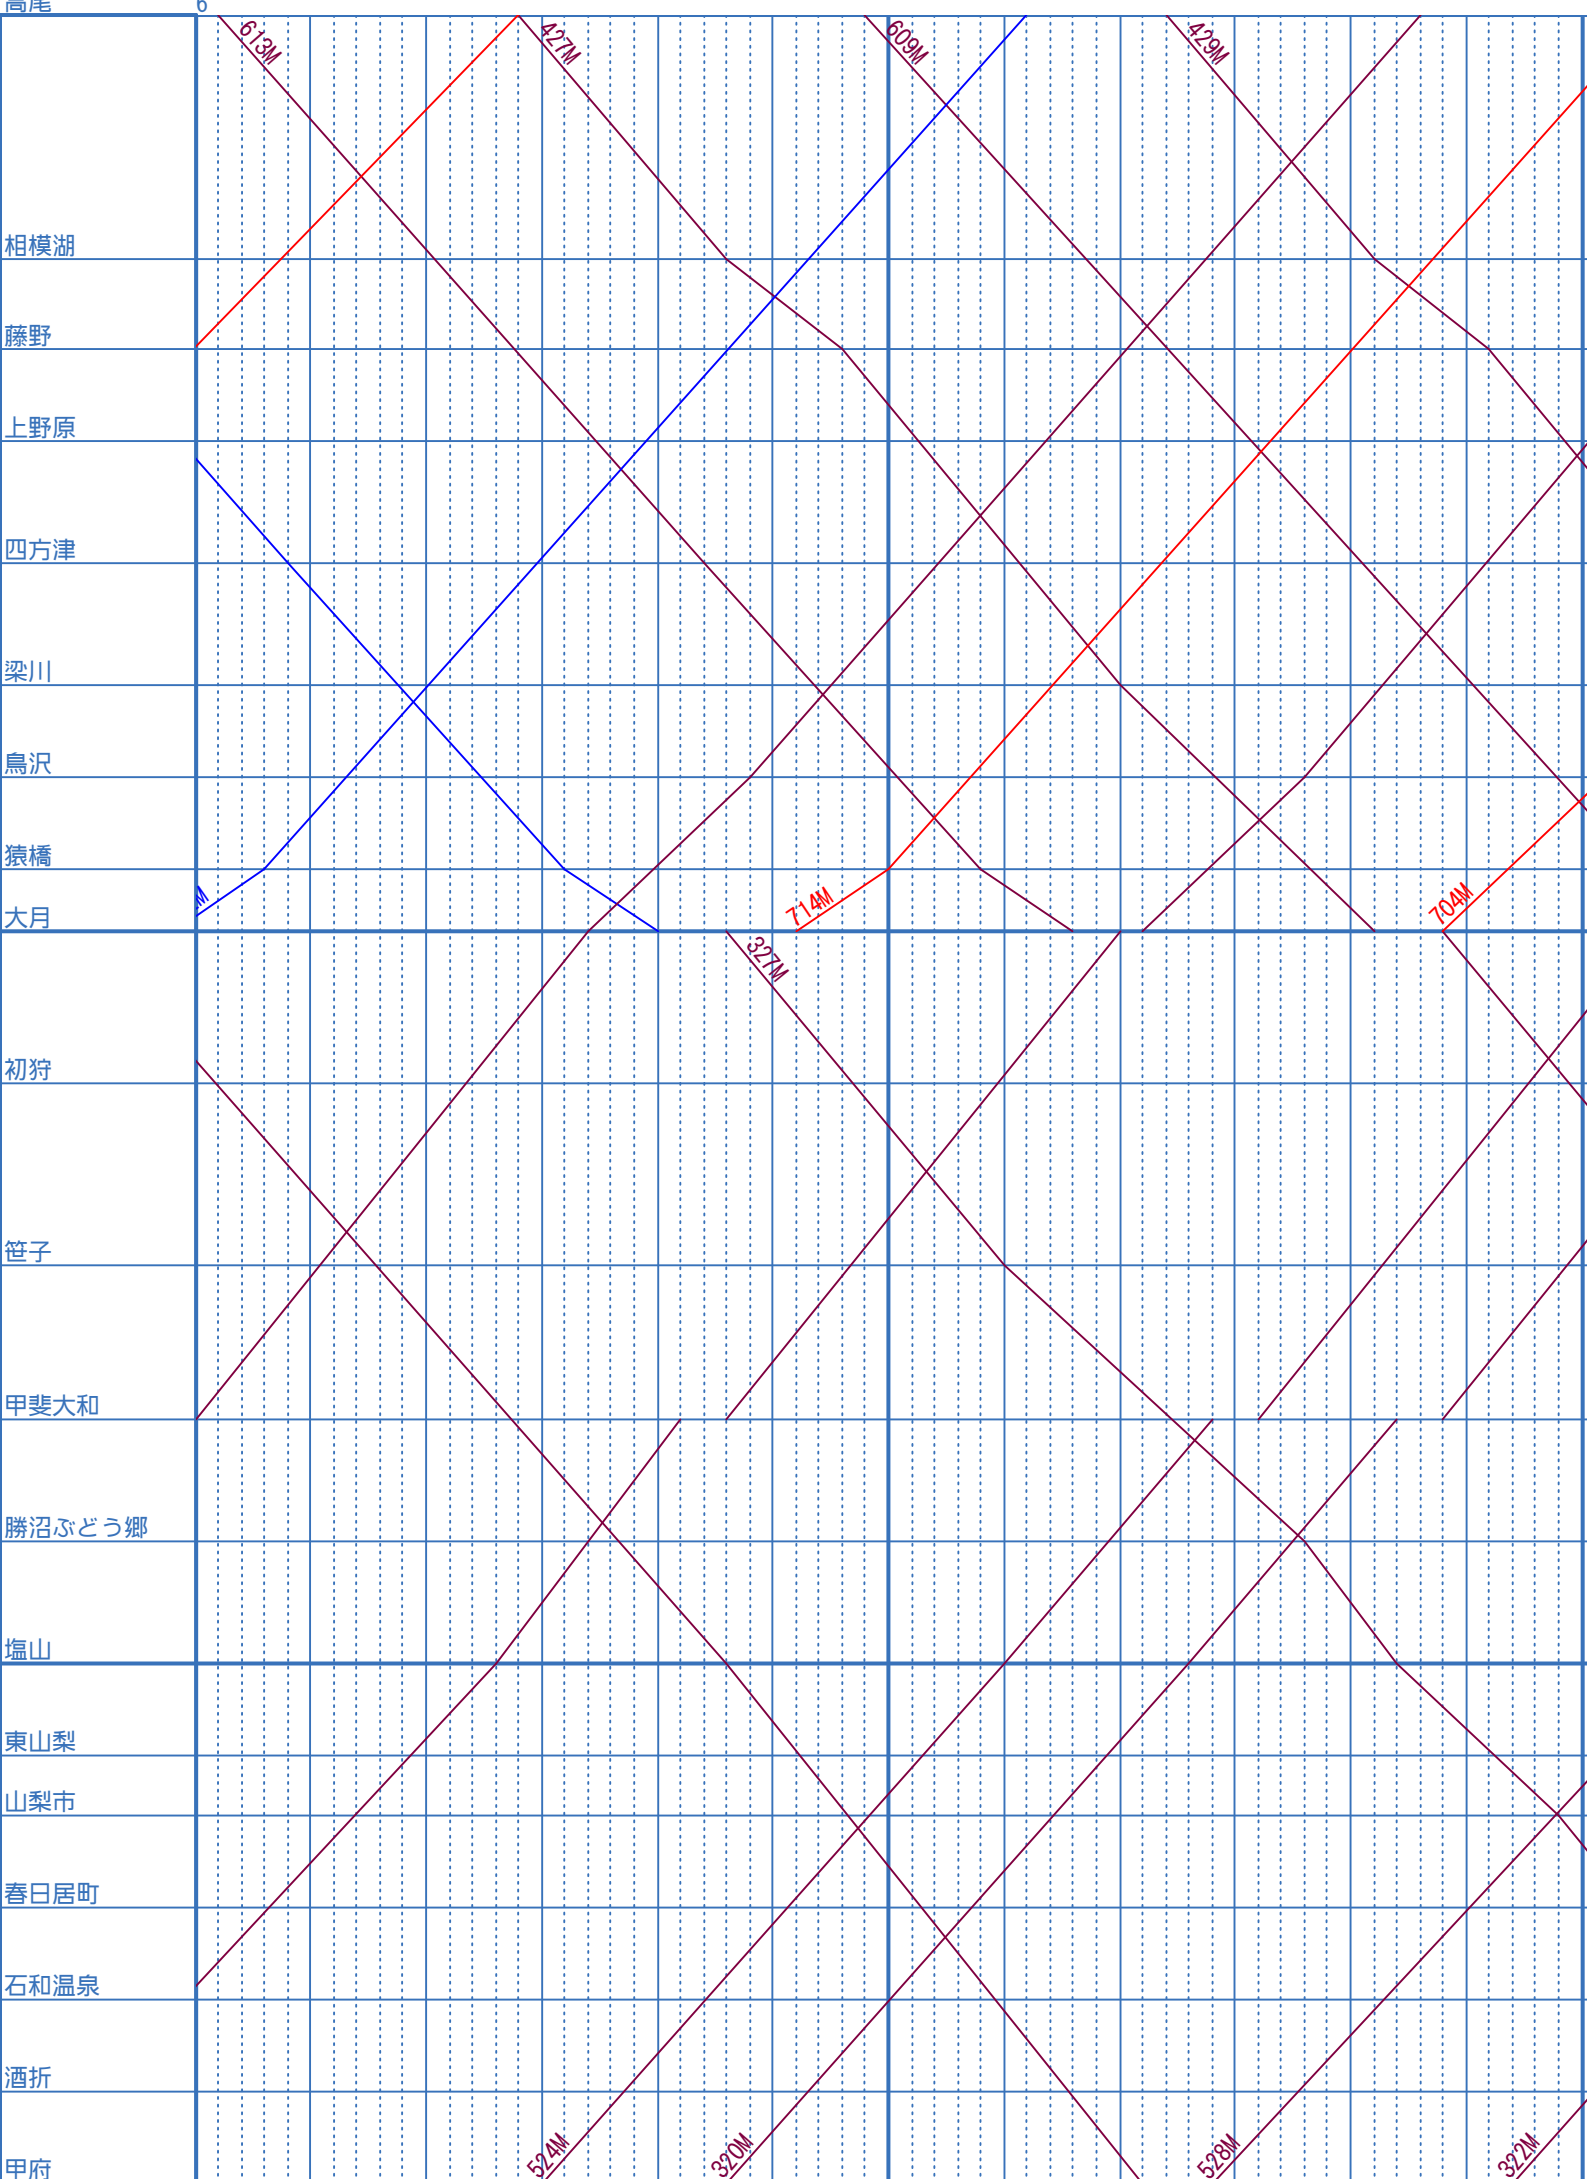 高尾
6
613M
427M
609M
429M
相模湖
藤野
上野原
四方津
梁川
鳥沢
猿橋
M
714M
704M
大月
327M
初狩
笹子
甲斐大和
勝沼ぶどう郷
塩山
東山梨
山梨市
春日居町
石和温泉
酒折
524M
320M
528M
322M
甲府